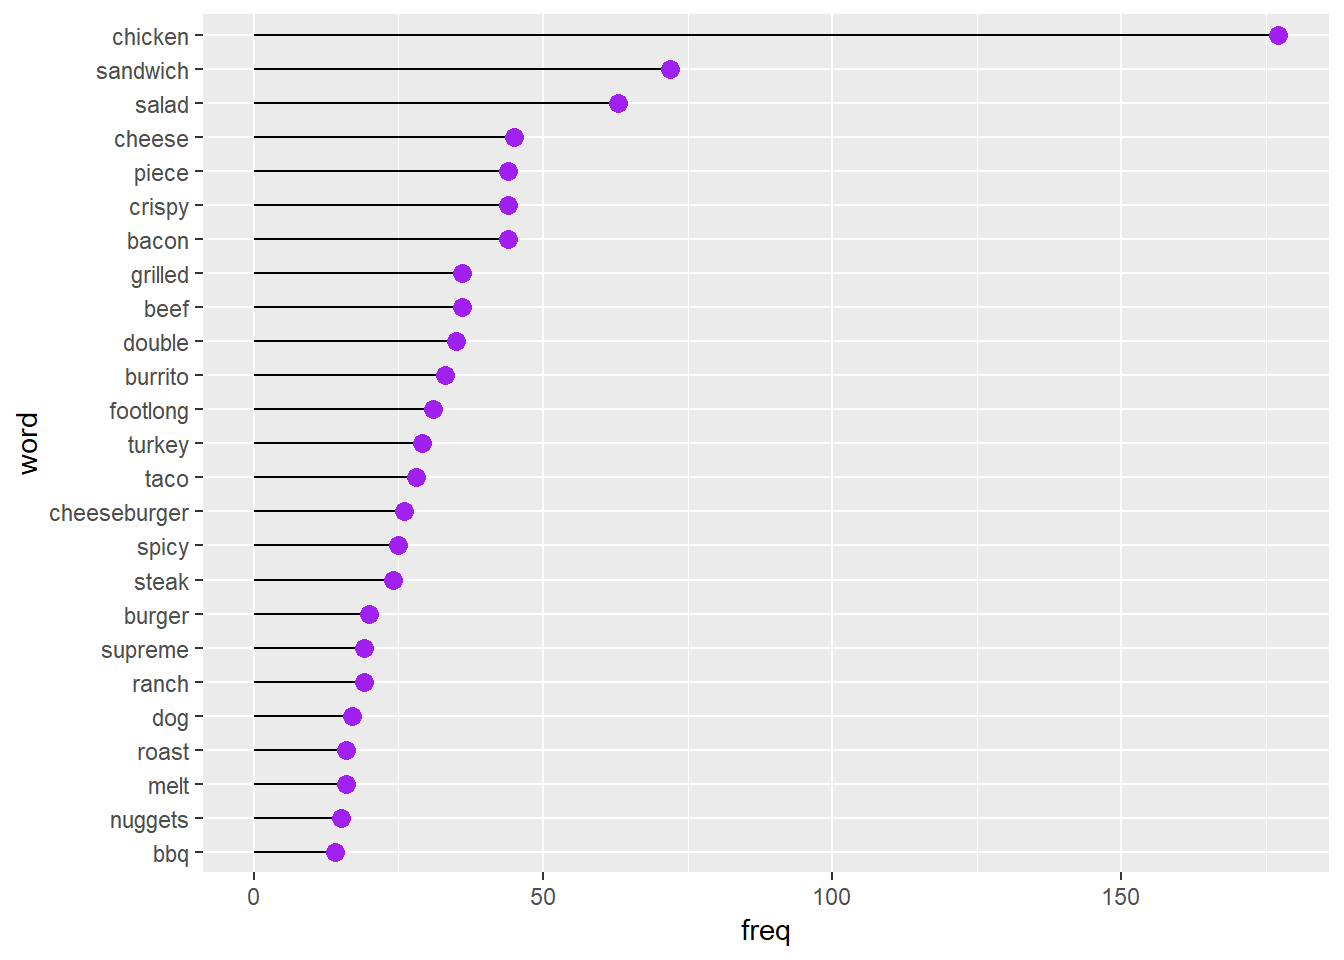 chicken
sandwich
salad
cheese
piece
crispy
bacon
grilled
beef
double
burrito
footlong
turkey
taco
cheeseburger
spicy
steak
burger
supreme
ranch
dog
roast
melt
nuggets
bbq
word
0 50 100 150
freq